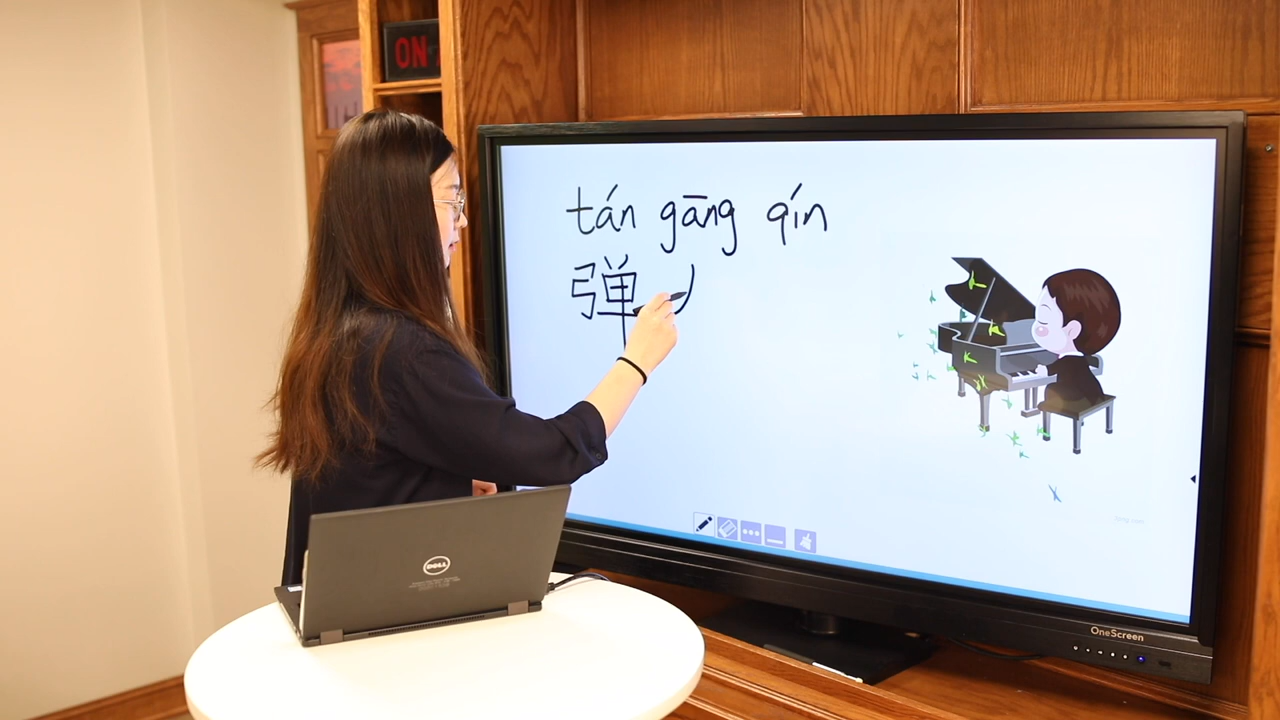 ON
tán gāng qín
弹
DELL
OneScreen